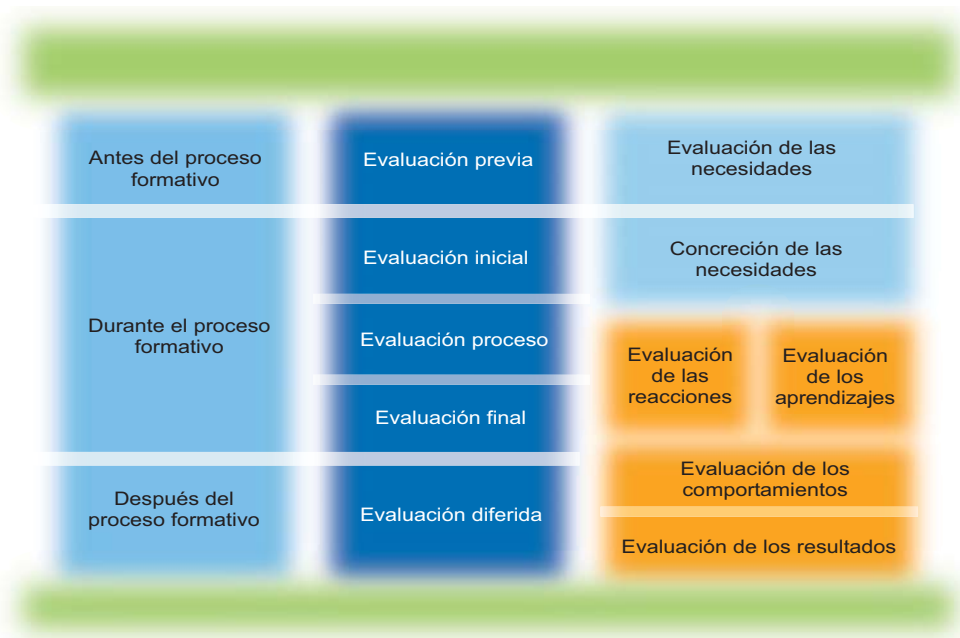 Antes del proceso
formativo
Evaluación previa
Evaluación de las
necesidades
Durante el proceso
formativo
Evaluación inicial
Concreción de las
necesidades
Evaluación proceso
Evaluación
de las
reacciones
Evaluación
de los
aprendizajes
Evaluación final
Después del
proceso formativo
Evaluación diferida
Evaluación de los
comportamientos
Evaluación de los resultados